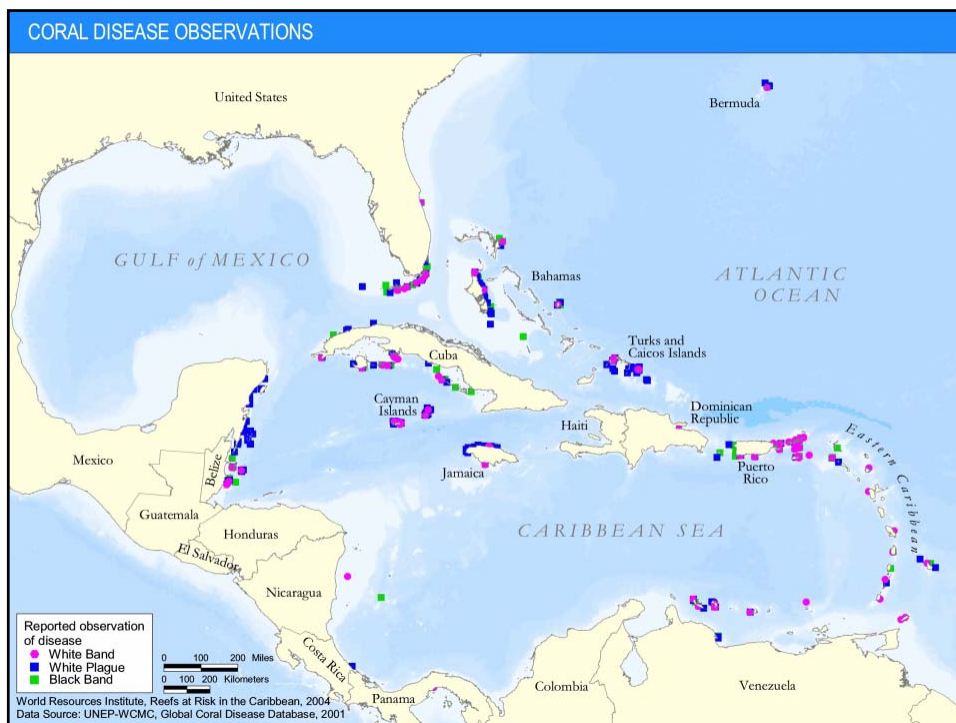 CORAL DISEASE OBSERVATIONS
United States
Bermuda
GULF of MEXICO
Bahamas
ATLANTIC
OCEAN
Turks and
Caicos Islands
Cuba
Cayman
Islands
Dominican
Republic
Haiti
Jamaica
Puerto
Rico
Eastern Caribbean
Mexico
Belize
Guatemala
Honduras
CARIBBEAN SEA
El Salvador
Nicaragua
Costa Rica
Panama
Colombia
Venezuela
Reported observation
of disease
White Band
White Plague
Black Band
0 100 200 Miles
0 100 200 Kilometers
World Resources Institute, Reefs at Risk in the Caribbean, 2004
Data Source: UNEP-WCMC, Global Coral Disease Database, 2001